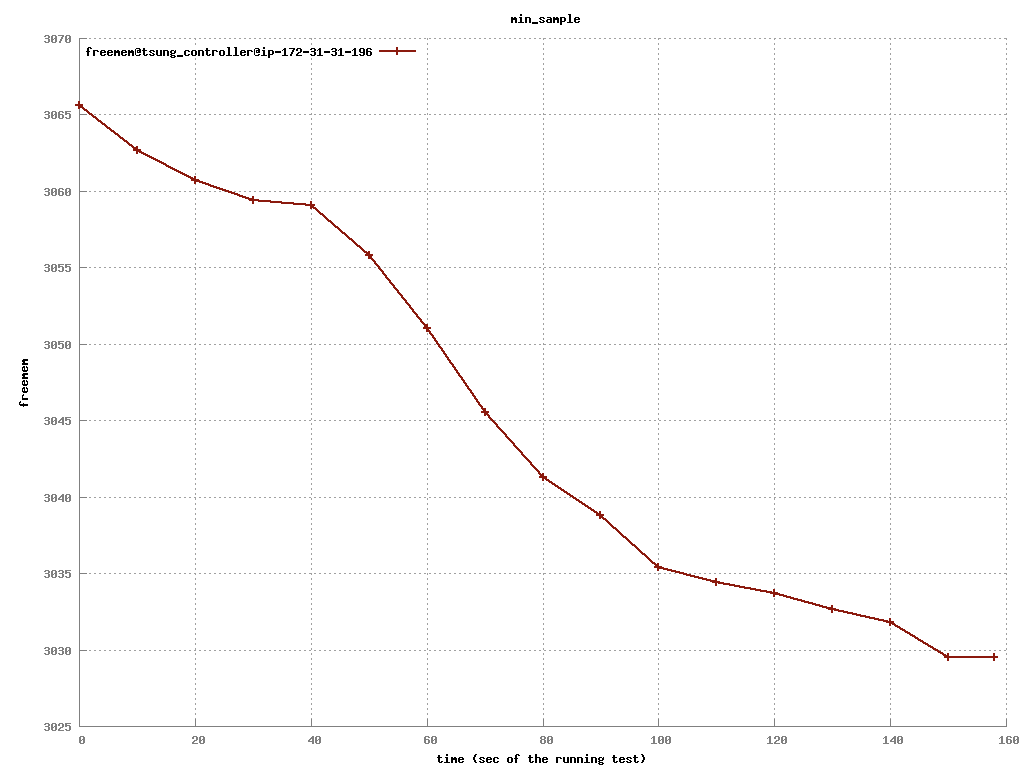 min_sample
freemem@tsung_controller@ip-172-31-31-196
3070
3065
3060
3055
3050
3045
3040
3035
3030
3025
freemem
0 20 40 60 80 100 120 140 160
time (sec of the running test)